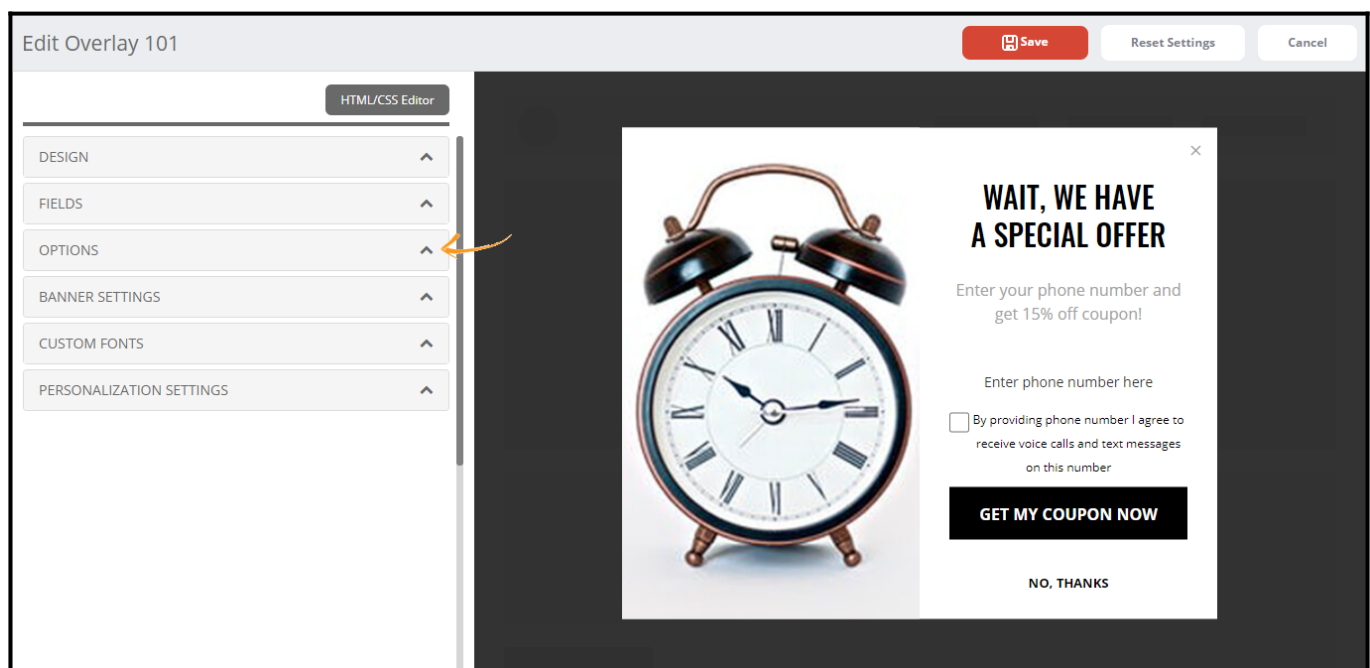 Edit Overlay 101
Save
Reset Settings
Cancel
HTML/CSS Editor
DESIGN
FIELDS
OPTIONS
BANNER SETTINGS
CUSTOM FONTS
PERSONALIZATION SETTINGS
×
WAIT, WE HAVE
A SPECIAL OFFER
Enter your phone number and
get 15% off coupon!
Enter phone number here
By providing phone number I agree to
receive voice calls and text messages
on this number
GET MY COUPON NOW
NO, THANKS